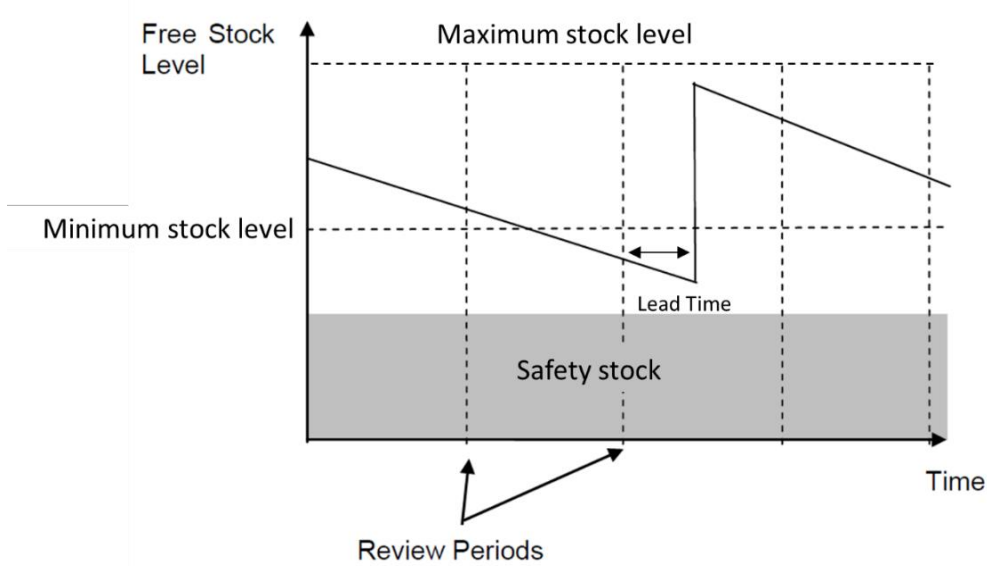 Free Stock
Level
Maximum stock level
Minimum stock level
Lead Time
Safety stock
Time
Review Periods